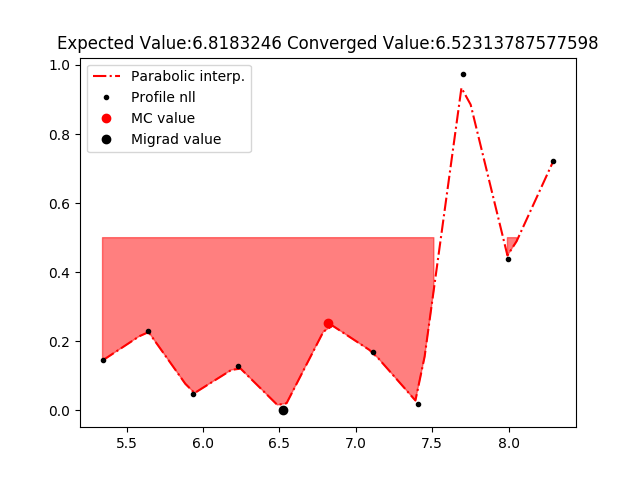 Expected Value:6.8183246 Converged Value:6.52313787577598
Parabolic interp.
Profile nll
MC value
Migrad value
1.0
0.8
0.6
0.4
0.2
0.0
5.5 6.0 6.5 7.0 7.5 8.0